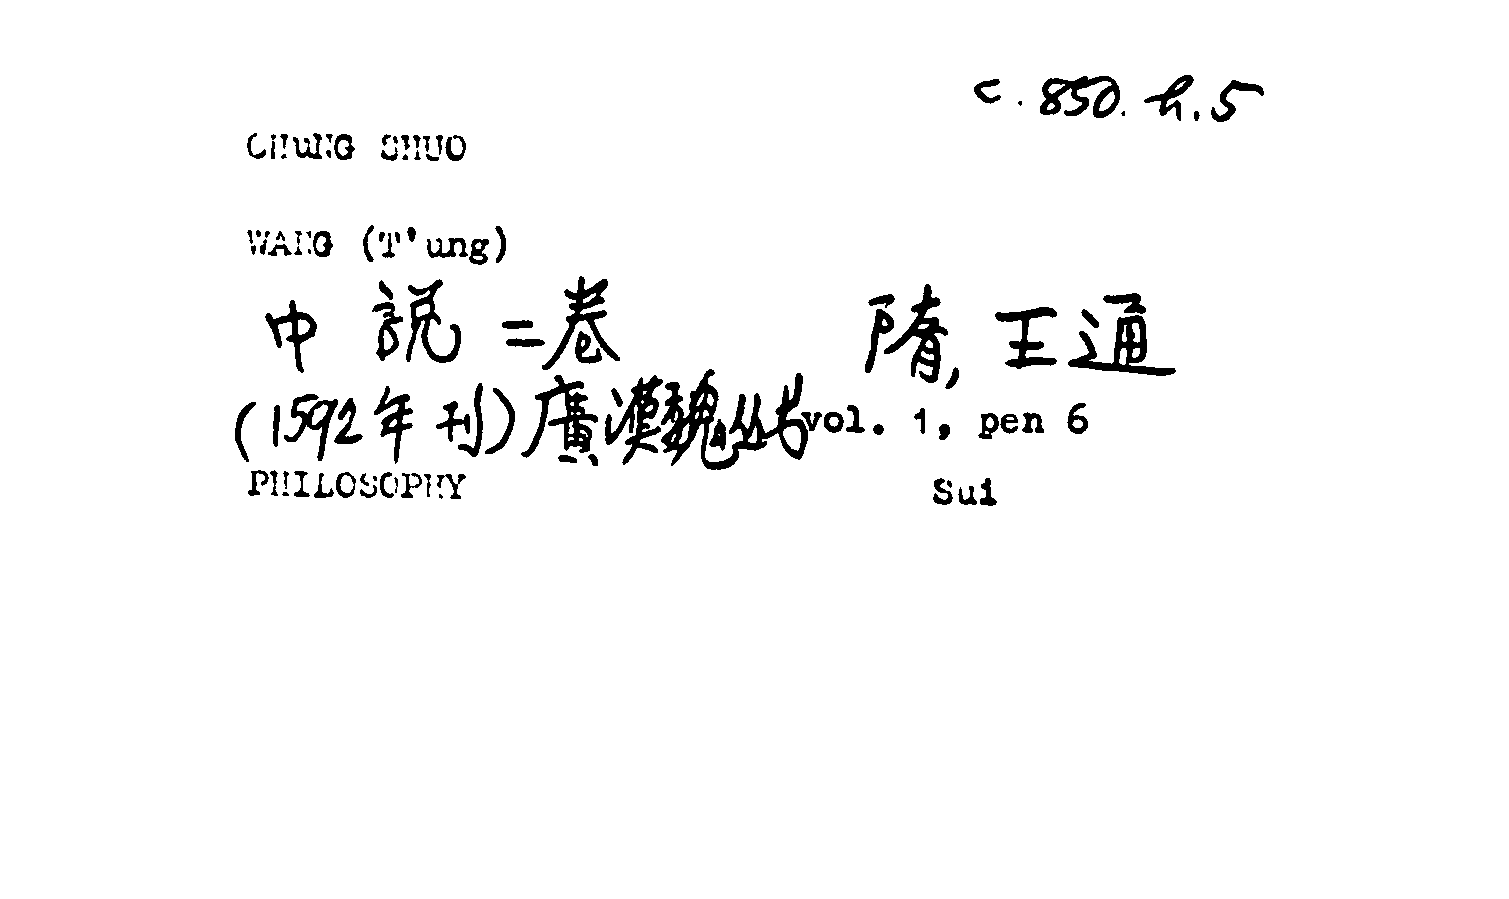 c. 850. h.5
CHUNG SHUO
WANG (T'ung)
中說二卷 隋, 王通
(1592年刊)廣漢魏丛书 vol. 1, pen 6
PHILOSOPHY Sui